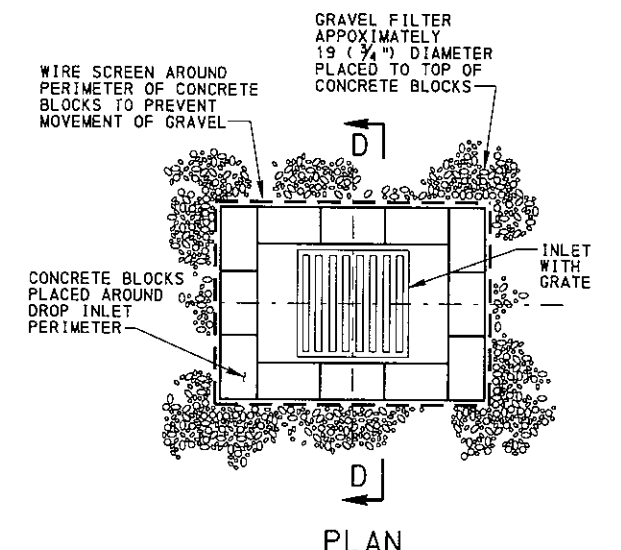 GRAVEL FILTER
APPOXIMATELY
19 ( 3/4 ") DIAMETER
PLACED TO TOP OF
CONCRETE BLOCKS
WIRE SCREEN AROUND
PERIMETER OF CONCRETE
BLOCKS TO PREVENT
MOVEMENT OF GRAVEL
D
INLET
WITH
GRATE
CONCRETE BLOCKS
PLACED AROUND
DROP INLET
PERIMETER
D
PLAN